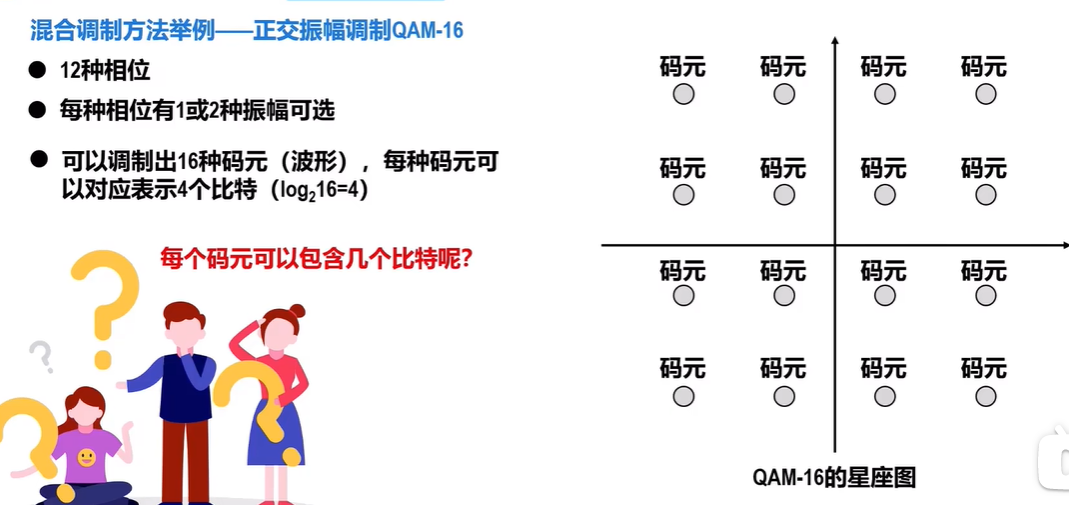 混合调制方法举例——正交振幅调制QAM-16
● 12种相位
● 每种相位有1或2种振幅可选
● 可以调制出16种码元（波形），每种码元可
以对应表示4个比特（log₂16=4）
每个码元可以包含几个比特呢？
码元 码元 码元 码元
码元 码元 码元 码元
码元 码元 码元 码元
码元 码元 码元 码元
QAM-16的星座图